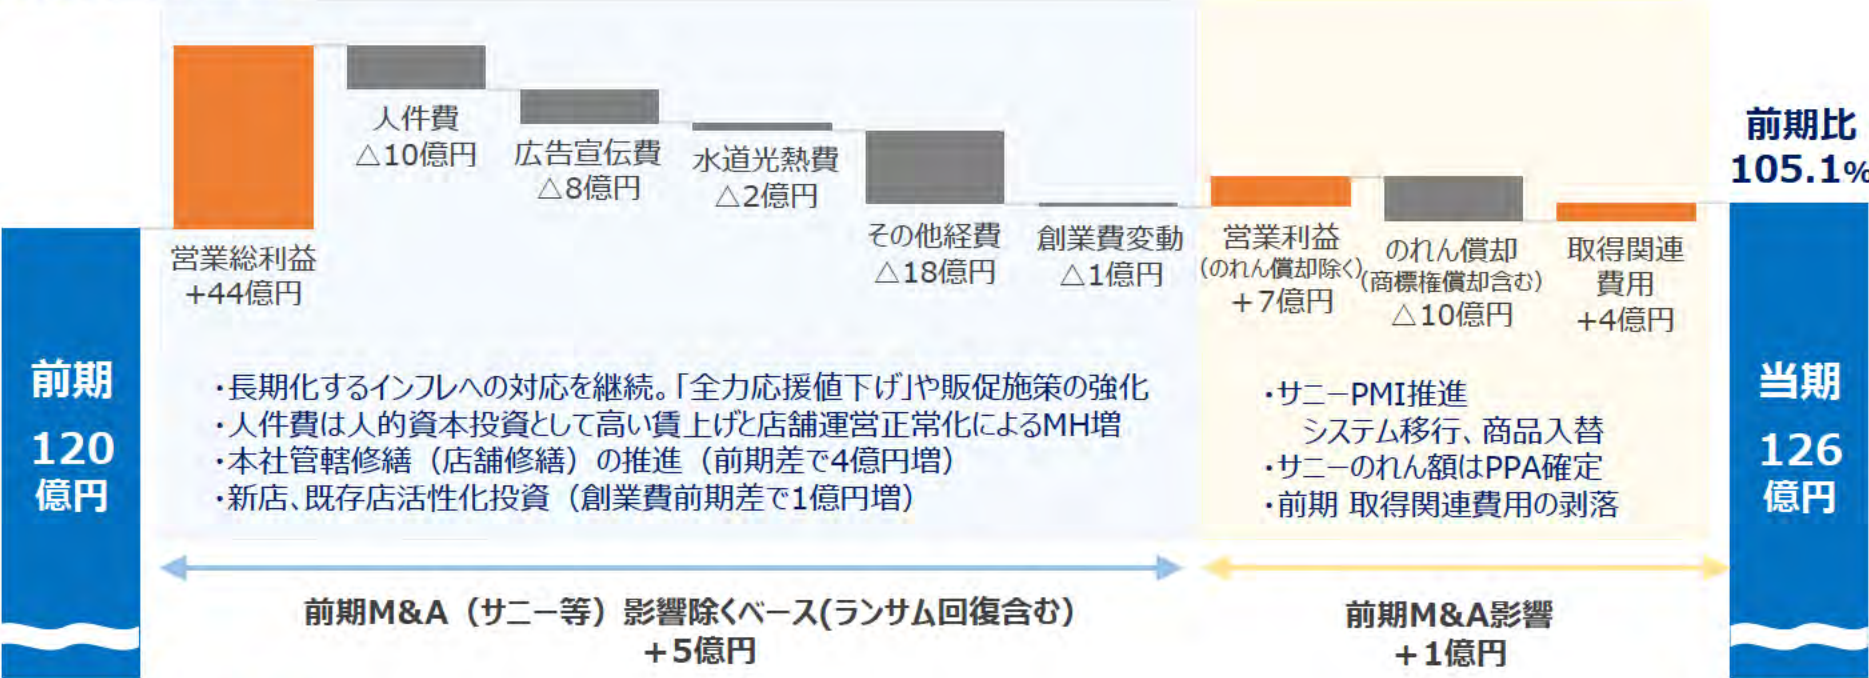 前期
120
億円
営業総利益
+44億円
人件費
△10億円
広告宣伝費
△8億円
水道光熱費
△2億円
その他経費
△18億円
創業費変動
△1億円
営業利益
(のれん償却除く)
+7億円
のれん償却
(商標権償却含む)
△10億円
取得関連
費用
+4億円
前期比
105.1%
当期
126
億円
・長期化するインフレへの対応を継続。「全力応援値下げ」や販促施策の強化
・人件費は人的資本投資として高い賃上げと店舗運営正常化によるMH増
・本社管轄修繕（店舗修繕）の推進（前期差で4億円増）
・新店、既存店活性化投資（創業費前期差で1億円増）
・サニーPMI推進
システム移行、商品入替
・サニーのれん額はPPA確定
・前期 取得関連費用の剥落
前期M&A（サニー等）影響除くベース(ランサム回復含む)
+5億円
前期M&A影響
+1億円